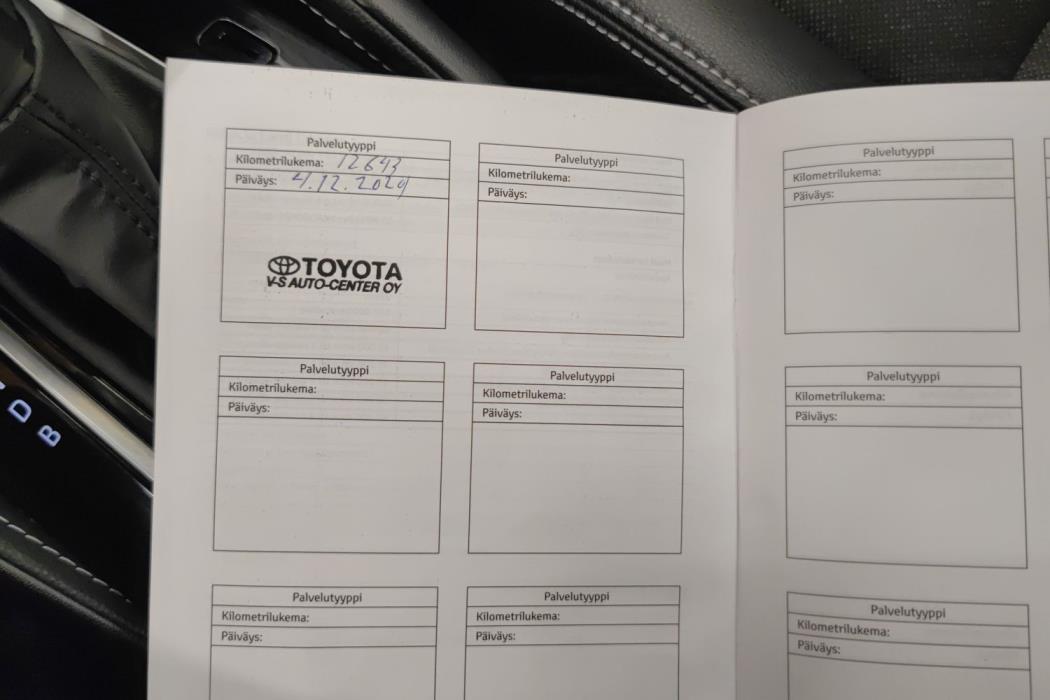 Palvelutyyppi
Kilometrilukema: 12643
Päiväys: 4.12.2024
TOYOTA
V-S AUTO-CENTER OY
Palvelutyyppi
Kilometrilukema:
Päiväys:
Palvelutyyppi
Kilometrilukema:
Päiväys:
Palvelutyyppi
Kilometrilukema:
Päiväys:
Palvelutyyppi
Kilometrilukema:
Päiväys:
Palvelutyyppi
Kilometrilukema:
Päiväys:
Palvelutyyppi
Kilometrilukema:
Päiväys:
Palvelutyyppi
Kilometrilukema:
Päiväys:
Palvelutyyppi
Kilometrilukema:
Päiväys:
D
B